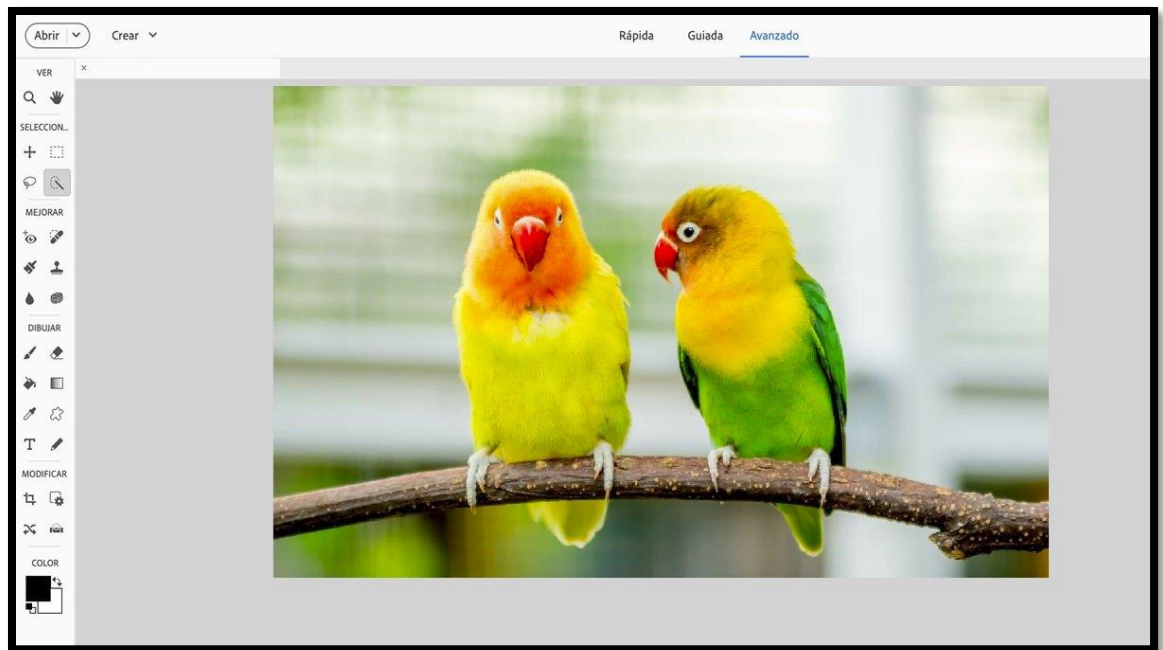 Abrir
Crear
Rápida Guiada Avanzado
VER
×
SELECCION...
MEJORAR
DIBUJAR
T
MODIFICAR
COLOR